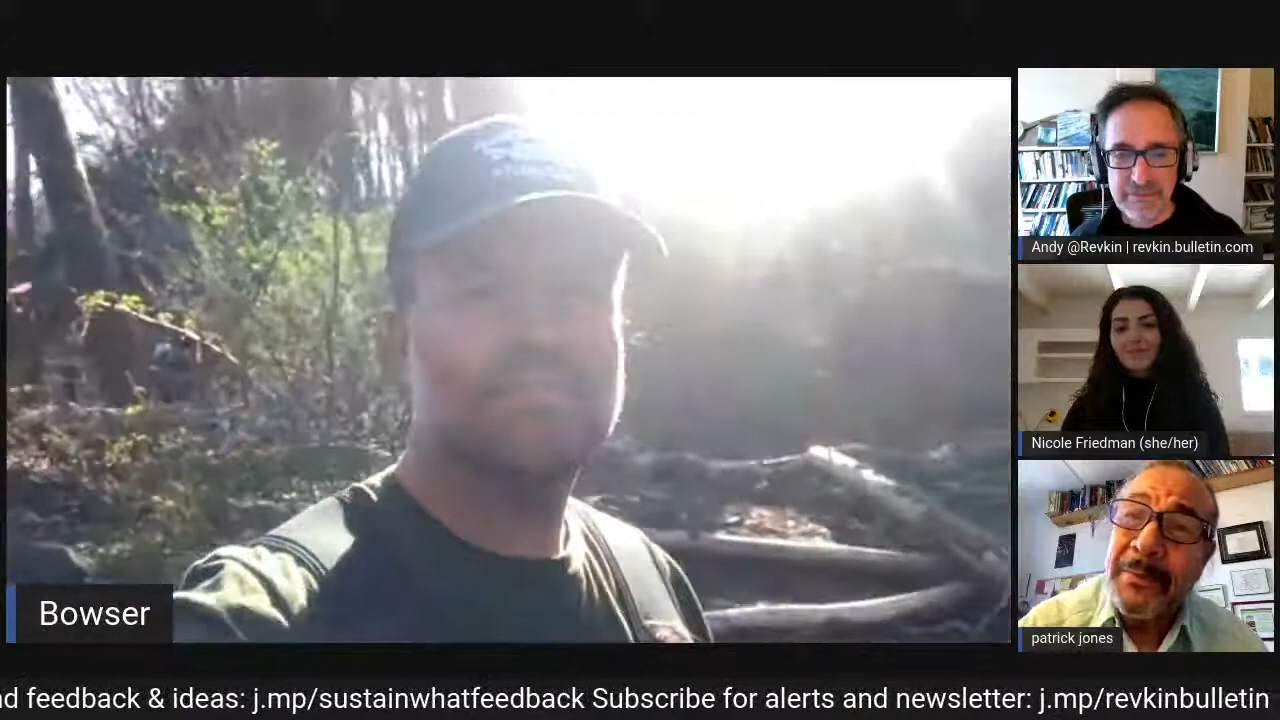 Andy @Revkin | revkin.bulletin.com
Nicole Friedman (she/her)
Bowser
patrick jones
d feedback & ideas: j.mp/sustainwhatfeedback Subscribe for alerts and newsletter: j.mp/revkinbulletin